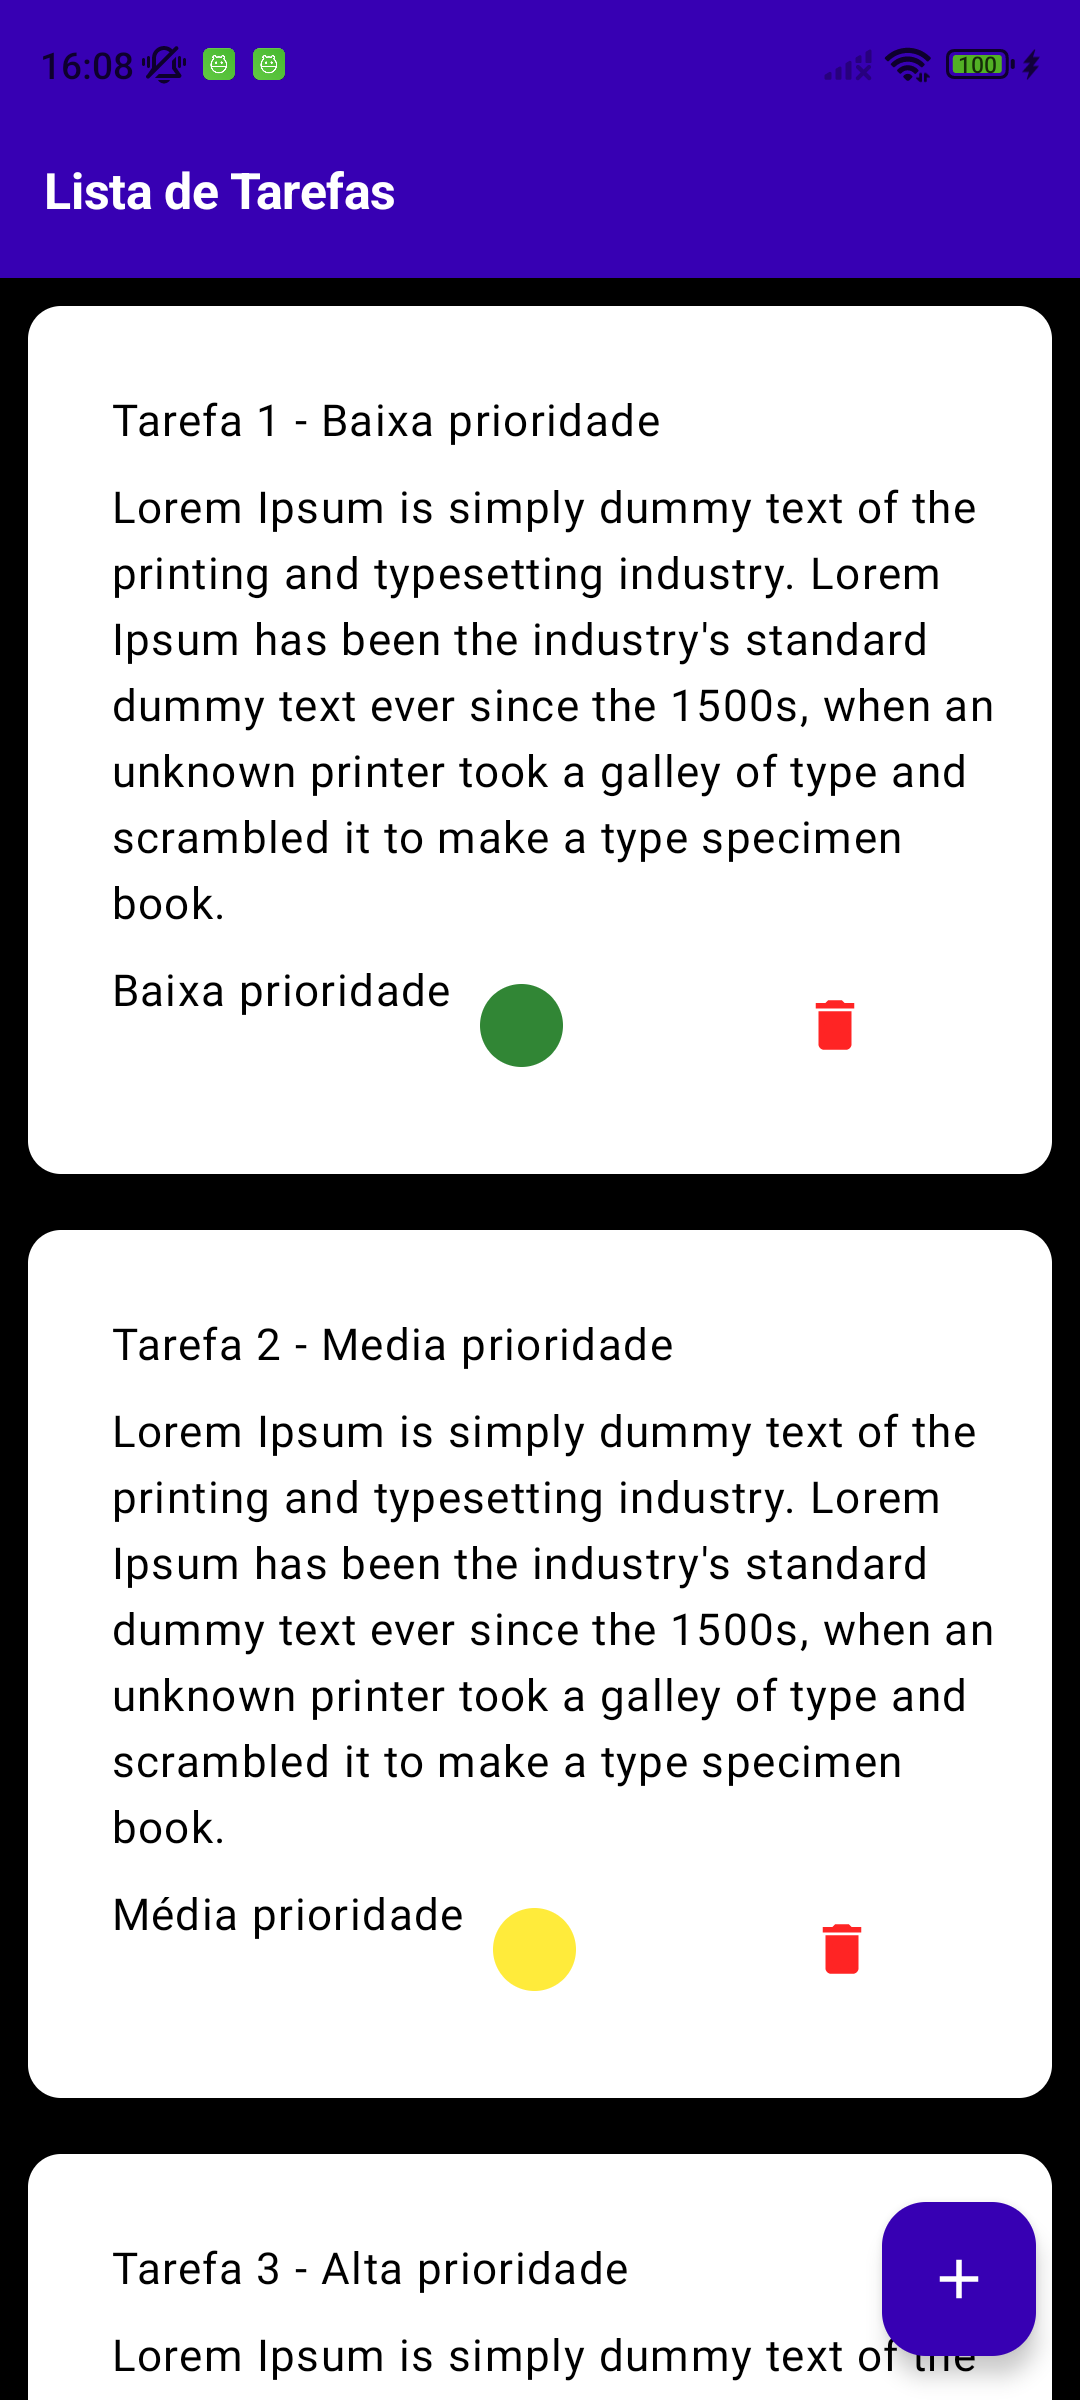 16:08
100
Lista de Tarefas
Tarefa 1 - Baixa prioridade
Lorem Ipsum is simply dummy text of the
printing and typesetting industry. Lorem
Ipsum has been the industry's standard
dummy text ever since the 1500s, when an
unknown printer took a galley of type and
scrambled it to make a type specimen
book.
Baixa prioridade
Tarefa 2 - Media prioridade
Lorem Ipsum is simply dummy text of the
printing and typesetting industry. Lorem
Ipsum has been the industry's standard
dummy text ever since the 1500s, when an
unknown printer took a galley of type and
scrambled it to make a type specimen
book.
Média prioridade
Tarefa 3 - Alta prioridade
Lorem Ipsum is simply dummy text of the